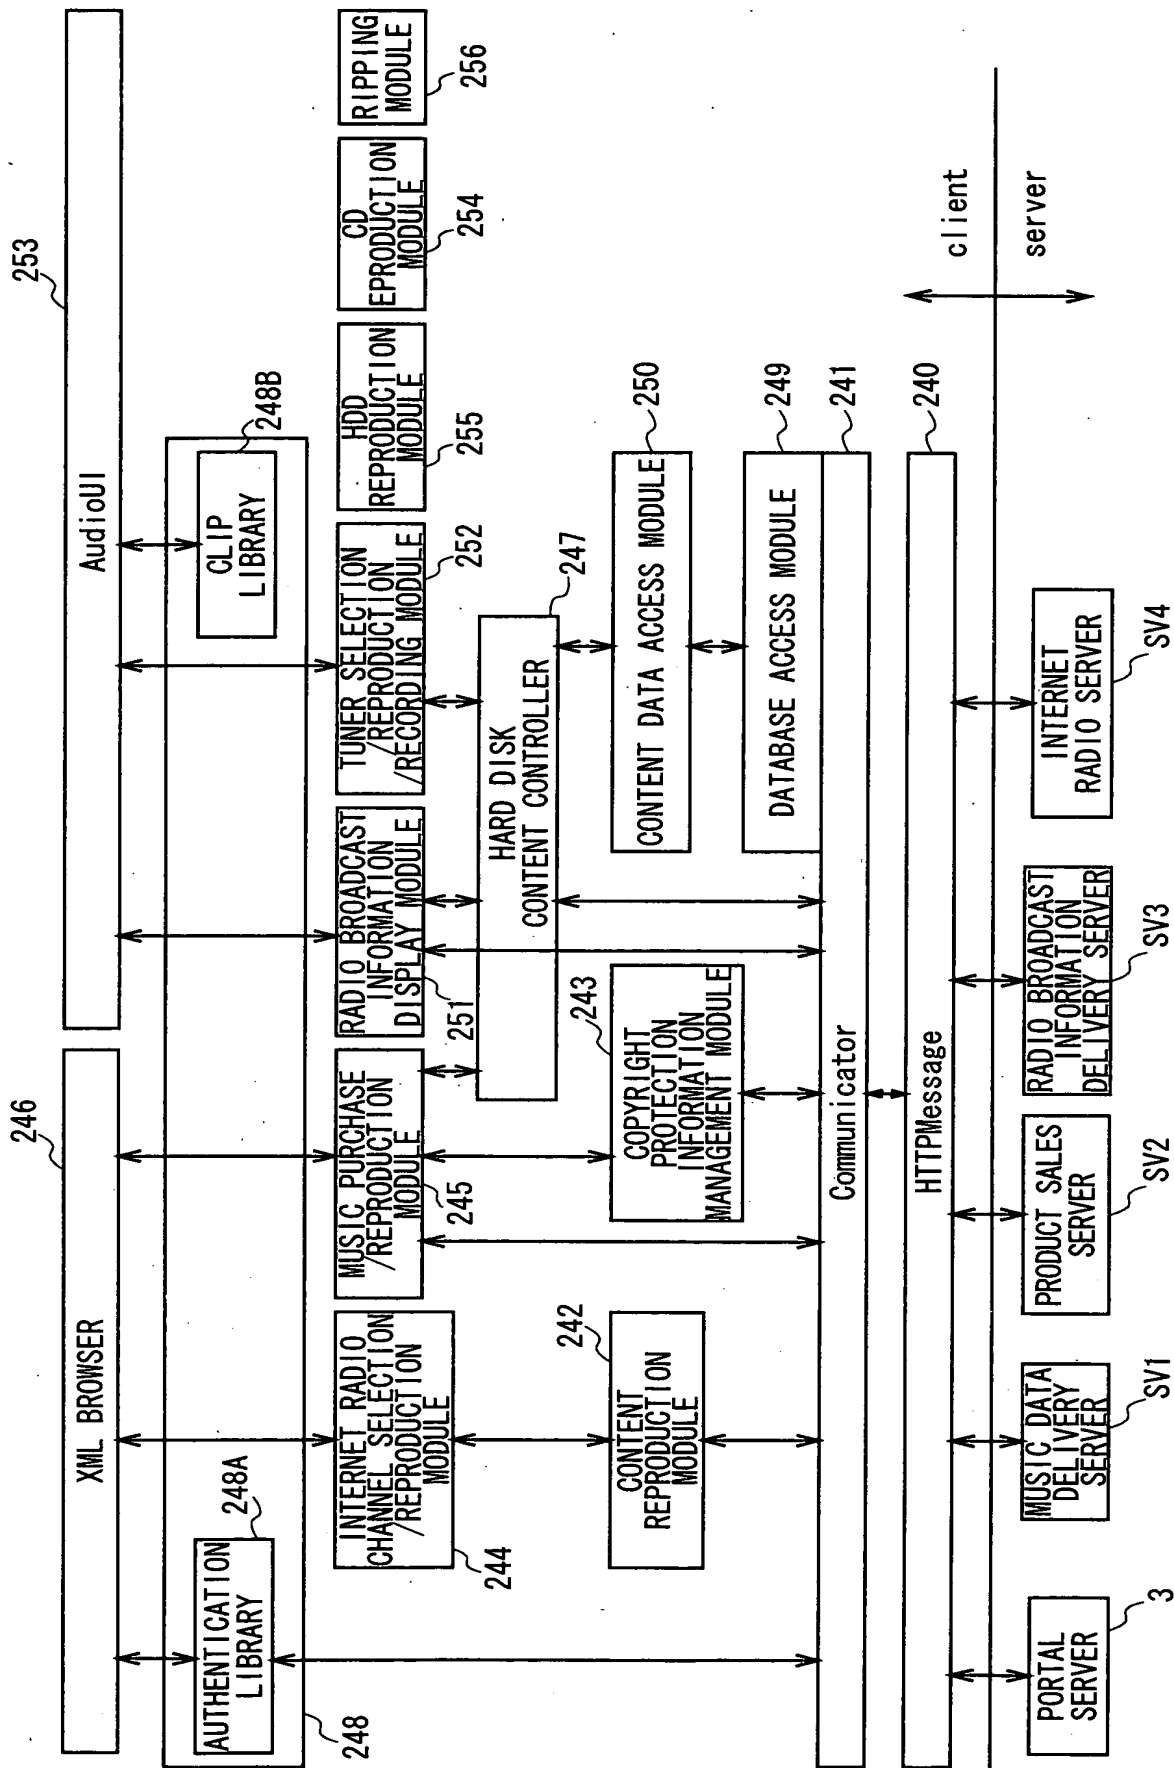 246
XML BROWSER
253
AudioUI
AUTHENTICATION
LIBRARY
248A
248
CLIP
LIBRARY
248B
INTERNET RADIO
CHANNEL SELECTION
/REPRODUCTION
MODULE
244
MUSIC PURCHASE
/REPRODUCTION
MODULE
245
RADIO BROADCAST
INFORMATION
DISPLAY MODULE
251
TUNER SELECTION
/REPRODUCTION
/RECORDING MODULE
252
HDD
REPRODUCTION
MODULE
255
CD
EPRODUCTION
MODULE
254
RIPPING
MODULE
256
HARD DISK
CONTENT CONTROLLER
247
242
CONTENT
REPRODUCTION
MODULE
243
COPYRIGHT
PROTECTION
INFORMATION
MANAGEMENT MODULE
CONTENT DATA ACCESS MODULE
250
DATABASE ACCESS MODULE
249
Communicator
241
HTTPMessage
240
client
server
PORTAL
SERVER
3
MUSIC DATA
DELIVERY
SERVER
SV1
PRODUCT SALES
SERVER
SV2
RADIO BROADCAST
INFORMATION
DELIVERY SERVER
SV3
INTERNET
RADIO SERVER
SV4